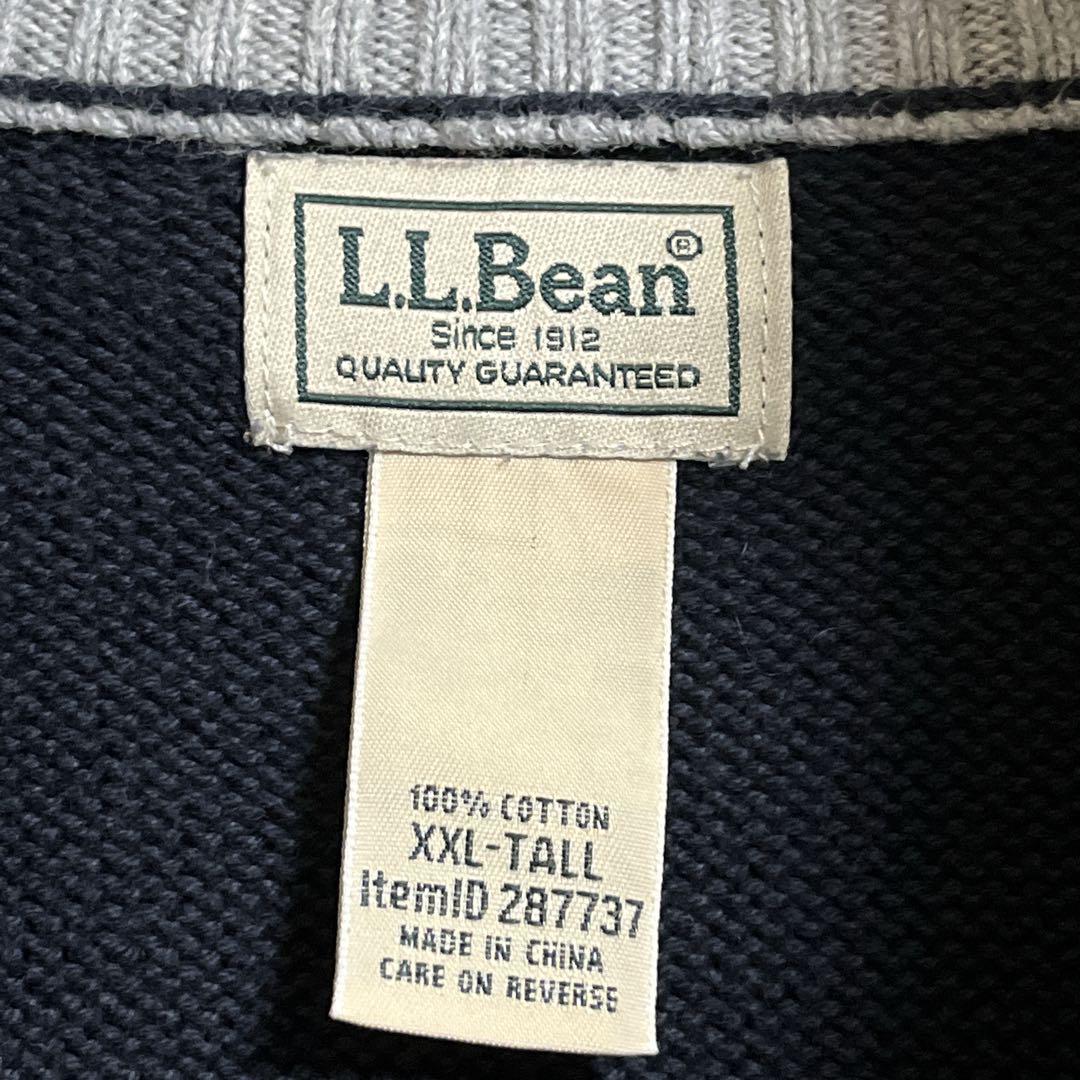 L.L.Bean®
Since 1912
QUALITY GUARANTEED
100% COTTON
XXL-TALL
ItemID 287737
MADE IN CHINA
CARE ON REVERSE